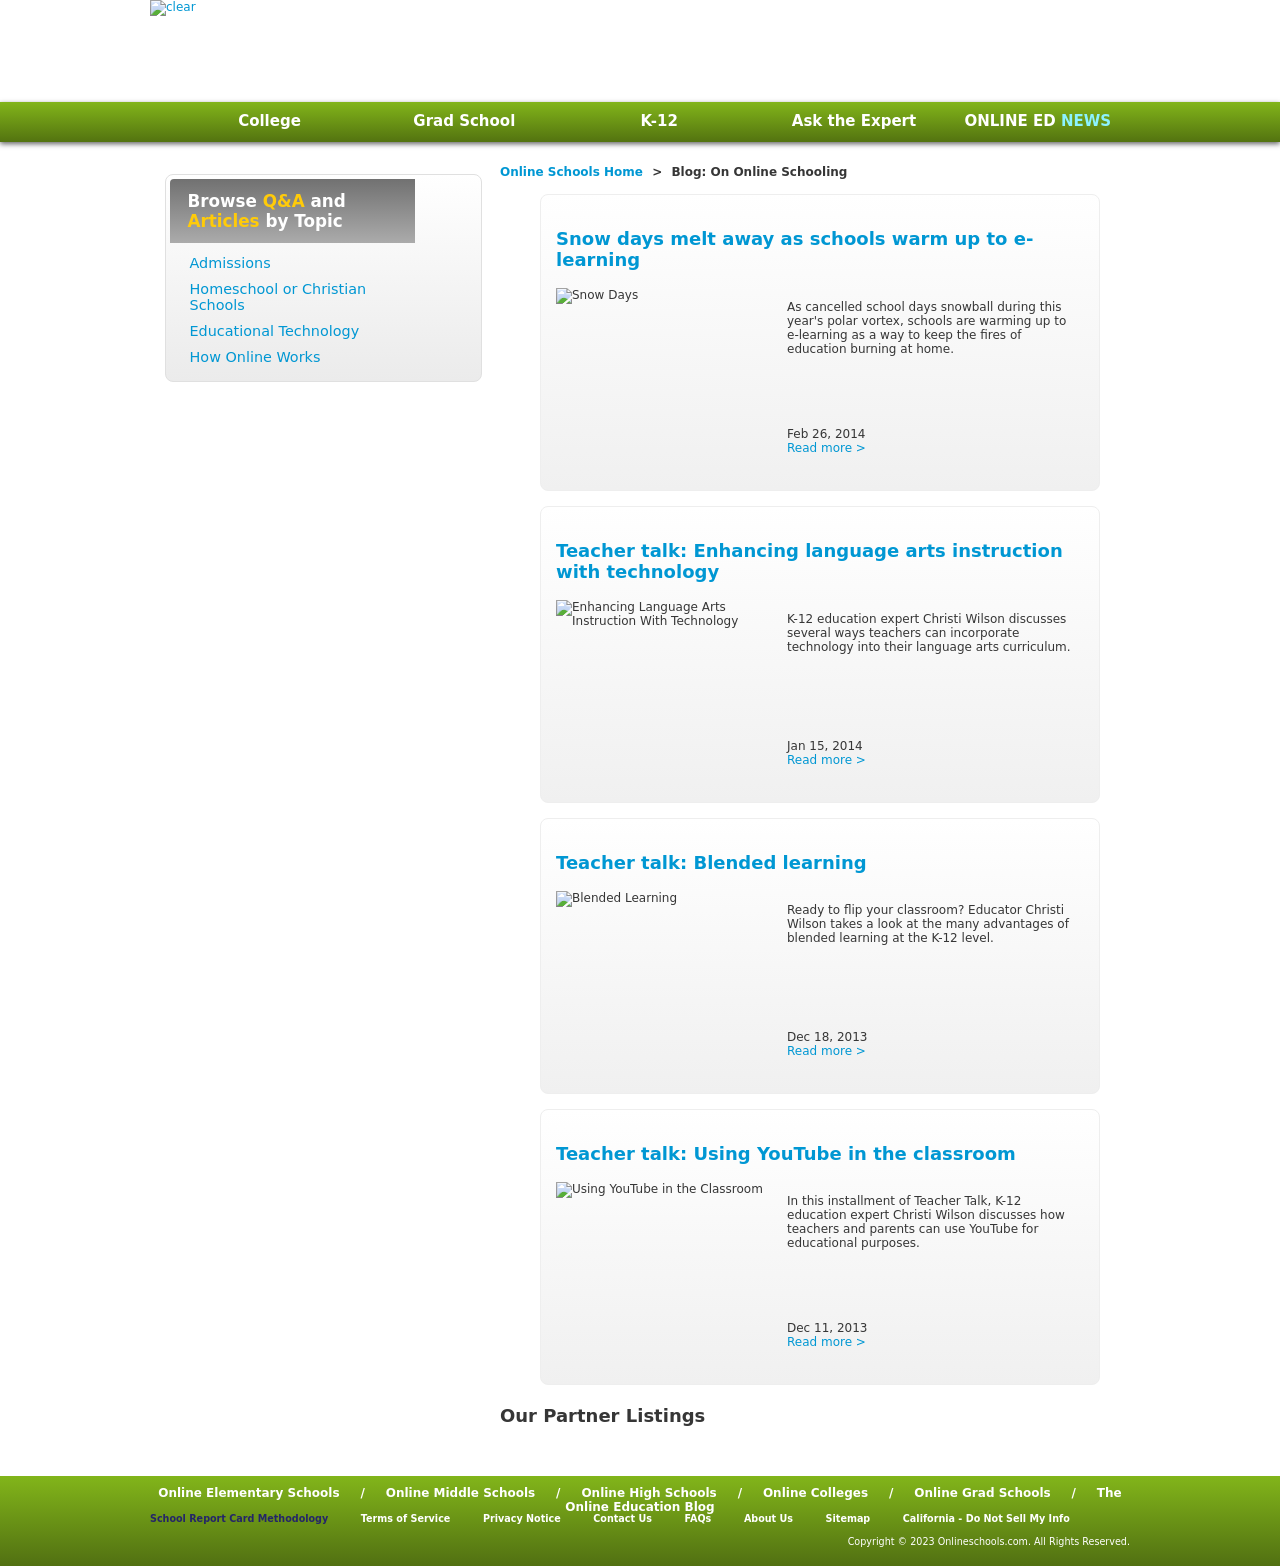 clear
College Grad School K-12 Ask the Expert ONLINE ED NEWS
Online Schools Home > Blog: On Online Schooling
Browse Q&A and
Articles by Topic
Admissions
Homeschool or Christian
Schools
Educational Technology
How Online Works
Snow days melt away as schools warm up to e-
learning
Snow Days
As cancelled school days snowball during this
year's polar vortex, schools are warming up to
e-learning as a way to keep the fires of
education burning at home.
Feb 26, 2014
Read more >
Teacher talk: Enhancing language arts instruction
with technology
Enhancing Language Arts
Instruction With Technology
K-12 education expert Christi Wilson discusses
several ways teachers can incorporate
technology into their language arts curriculum.
Jan 15, 2014
Read more >
Teacher talk: Blended learning
Blended Learning
Ready to flip your classroom? Educator Christi
Wilson takes a look at the many advantages of
blended learning at the K-12 level.
Dec 18, 2013
Read more >
Teacher talk: Using YouTube in the classroom
Using YouTube in the Classroom
In this installment of Teacher Talk, K-12
education expert Christi Wilson discusses how
teachers and parents can use YouTube for
educational purposes.
Dec 11, 2013
Read more >
Our Partner Listings
Online Elementary Schools / Online Middle Schools / Online High Schools / Online Colleges / Online Grad Schools / The
Online Education Blog
School Report Card Methodology Terms of Service Privacy Notice Contact Us FAQs About Us Sitemap California - Do Not Sell My Info
Copyright © 2023 Onlineschools.com. All Rights Reserved.